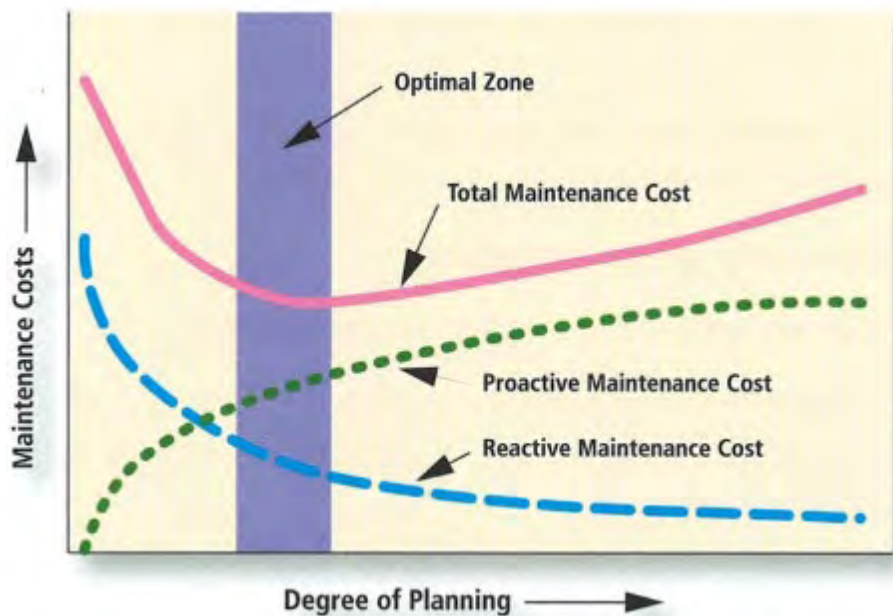 Optimal Zone
Total Maintenance Cost
Proactive Maintenance Cost
Reactive Maintenance Cost
Maintenance Costs
Degree of Planning